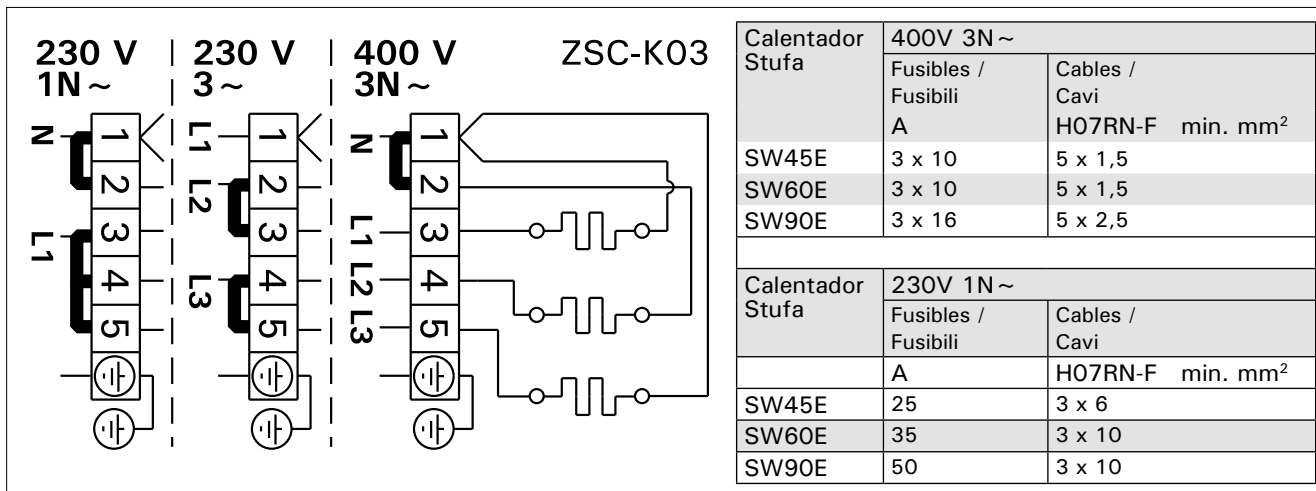 230 V
1N ~
230 V
3 ~
400 V
3N ~
ZSC-K03
N
L1
1
2
3
4
5
L1
L2
L3
1
2
3
4
5
N
L1
L2
L3
1
2
3
4
5
Calentador
Stufa
400V 3N ~
Fusibles /
Fusibili
Cables /
Cavi
A
H07RN-F min. mm²
SW45E 3 x 10 5 x 1,5
SW60E 3 x 10 5 x 1,5
SW90E 3 x 16 5 x 2,5
Calentador
Stufa
230V 1N ~
Fusibles /
Fusibili
Cables /
Cavi
A
H07RN-F min. mm²
SW45E 25 3 x 6
SW60E 35 3 x 10
SW90E 50 3 x 10